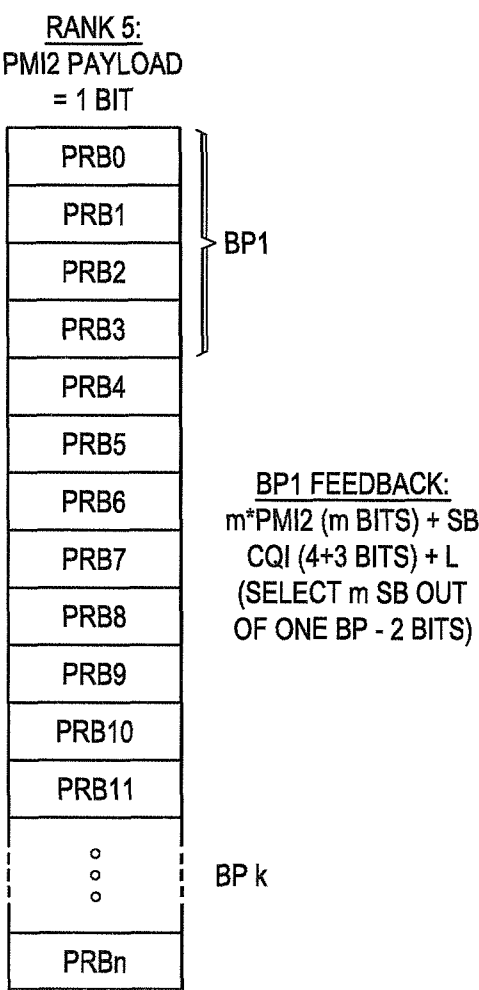 RANK 5:
PMI2 PAYLOAD
= 1 BIT
PRB0
PRB1
PRB2
PRB3
BP1
PRB4
PRB5
PRB6
PRB7
PRB8
PRB9
PRB10
PRB11
BP1 FEEDBACK:
m*PMI2 (m BITS) + SB
CQI (4+3 BITS) + L
(SELECT m SB OUT
OF ONE BP - 2 BITS)
BP k
PRBn